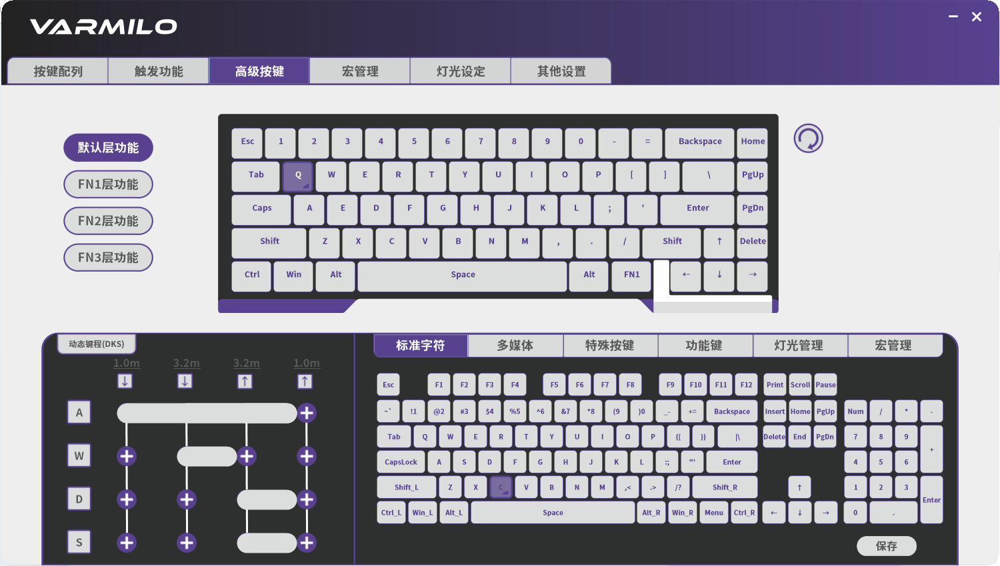 VARMILO
按键配列 触发功能 高级按键 宏管理 灯光设定 其他设置
默认层功能
FN1层功能
FN2层功能
FN3层功能
Esc 1 2 3 4 5 6 7 8 9 0 - = Backspace Home
Tab Q W E R T Y U I O P [ ] \ PgUp
Caps A E D F G H J K L ; ' Enter PgDn
Shift Z X C V B N M , . / Shift ↑ Delete
Ctrl Win Alt Space Alt FN1 ← ↓ →
动态键程(DKS)
1.0m 3.2m 3.2m 1.0m
↓ ↓ ↑ ↑
A
W
D
S
标准字符 多媒体 特殊按键 功能键 灯光管理 宏管理
Esc F1 F2 F3 F4 F5 F6 F7 F8 F9 F10 F11 F12 Print Scroll Pause
~` !1 @2 #3 $4 %5 ^6 &7 *8 (9 )0 _- += Backspace Insert Home PgUp Num / * -
Tab Q W E R T Y U I O P {[ }} |\ Delete End PgDn 7 8 9 +
CapsLock A S D F G H J K L :; "' Enter 4 5 6
Shift_L Z X C V B N M ,< .> /? Shift_R ↑ 1 2 3 Enter
Ctrl_L Win_L Alt_L Space Alt_R Win_R Menu Ctrl_R ← ↓ → 0 .
保存